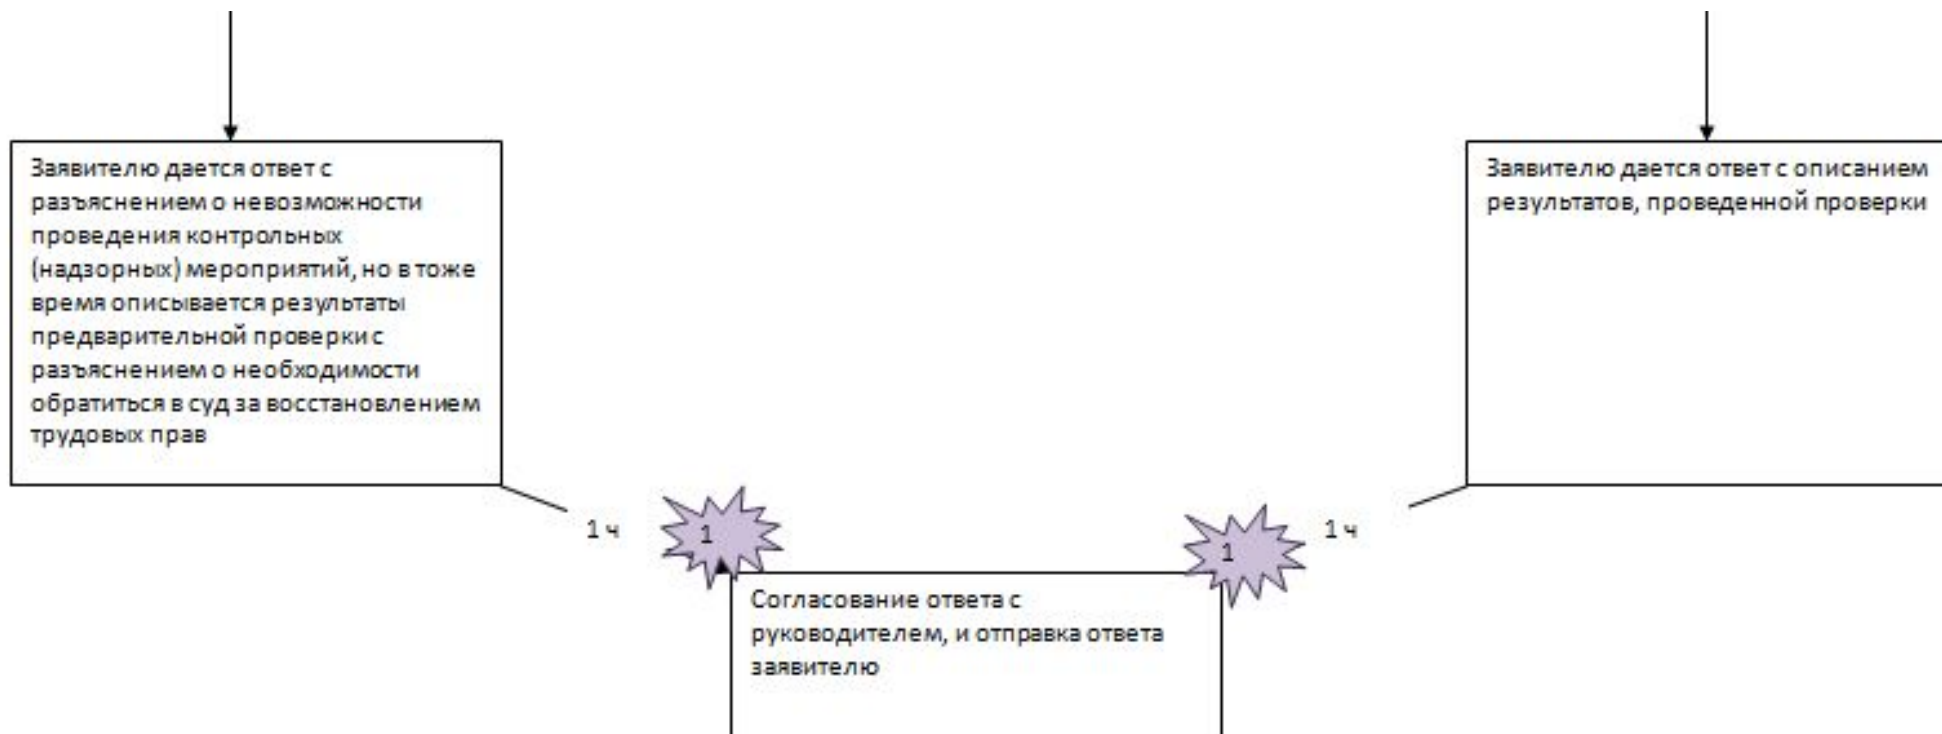 Заявителю дается ответ с
разъяснением о невозможности
проведения контрольных
(надзорных) мероприятий, но в тоже
время описывается результаты
предварительной проверки с
разъяснением о необходимости
обратиться в суд за восстановлением
трудовых прав
Заявителю дается ответ с описанием
результатов, проведенной проверки
1 ч
1
1
1 ч
Согласование ответа с
руководителем, и отправка ответа
заявителю